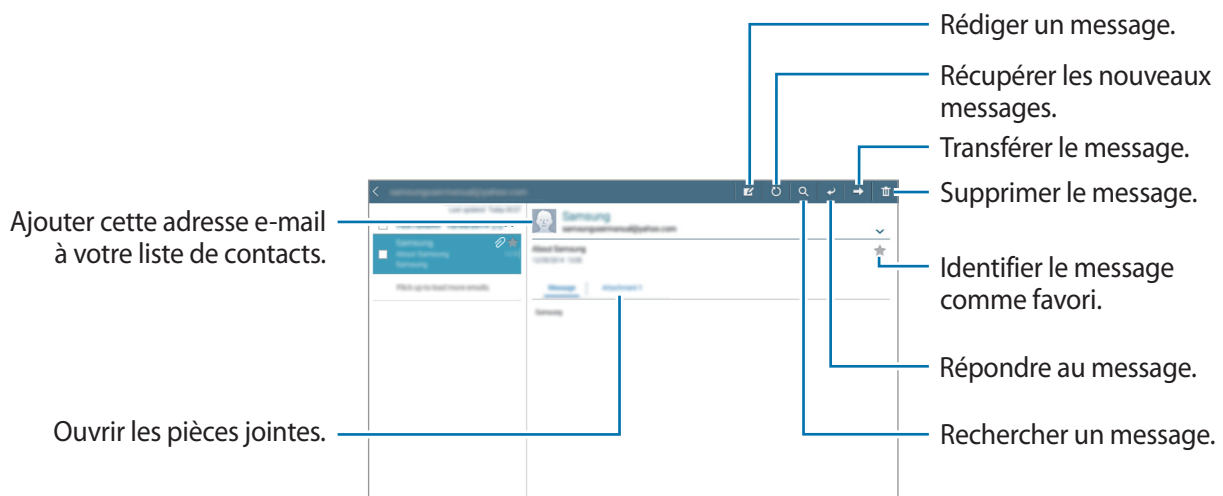 Rédiger un message.
Récupérer les nouveaux
messages.
Transférer le message.
Supprimer le message.
Ajouter cette adresse e-mail
à votre liste de contacts.
Samsung
samsungusermanual@yahoo.com
About Samsung
Identifier le message
comme favori.
Message
Samsung
Répondre au message.
Ouvrir les pièces jointes.
Rechercher un message.